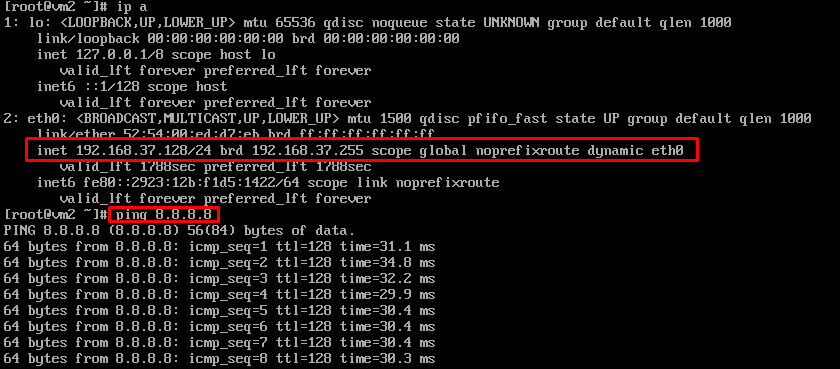 [root@vm2 ~]# ip a
1: lo: <LOOPBACK,UP,LOWER_UP> mtu 65536 qdisc noqueue state UNKNOWN group default qlen 1000
link/loopback 00:00:00:00:00:00 brd 00:00:00:00:00:00
inet 127.0.0.1/8 scope host lo
valid_lft forever preferred_lft forever
inet6 ::1/128 scope host
valid_lft forever preferred_lft forever
2: eth0: <BROADCAST,MULTICAST,UP,LOWER_UP> mtu 1500 qdisc pfifo_fast state UP group default qlen 1000
link/ether 52:54:00:ed:d7:eb brd ff:ff:ff:ff:ff:ff
inet 192.168.37.128/24 brd 192.168.37.255 scope global noprefixroute dynamic eth0
valid_lft 1788sec preferred_lft 1788sec
inet6 fe80::2923:12b:f1d5:1422/64 scope link noprefixroute
valid_lft forever preferred_lft forever
[root@vm2 ~]# ping 8.8.8.8
PING 8.8.8.8 (8.8.8.8) 56(84) bytes of data.
64 bytes from 8.8.8.8: icmp_seq=1 ttl=128 time=31.1 ms
64 bytes from 8.8.8.8: icmp_seq=2 ttl=128 time=34.8 ms
64 bytes from 8.8.8.8: icmp_seq=3 ttl=128 time=32.2 ms
64 bytes from 8.8.8.8: icmp_seq=4 ttl=128 time=29.9 ms
64 bytes from 8.8.8.8: icmp_seq=5 ttl=128 time=30.4 ms
64 bytes from 8.8.8.8: icmp_seq=6 ttl=128 time=30.4 ms
64 bytes from 8.8.8.8: icmp_seq=7 ttl=128 time=30.4 ms
64 bytes from 8.8.8.8: icmp_seq=8 ttl=128 time=30.3 ms